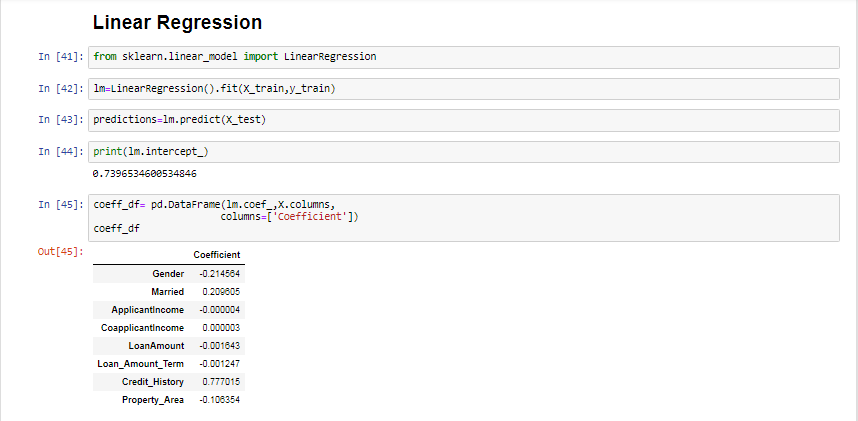 Linear Regression
In [41]: from sklearn.linear_model import LinearRegression
In [42]: lm=LinearRegression().fit(X_train,y_train)
In [43]: predictions=lm.predict(X_test)
In [44]: print(lm.intercept_)
0.7396534600534846
In [45]: coeff_df= pd.DataFrame(lm.coef_,X.columns,
columns=['Coefficient'])
coeff_df
Out[45]:
Coefficient
Gender -0.214564
Married 0.209605
ApplicantIncome -0.000004
CoapplicantIncome 0.000003
LoanAmount -0.001643
Loan_Amount_Term -0.001247
Credit_History 0.777015
Property_Area -0.106354